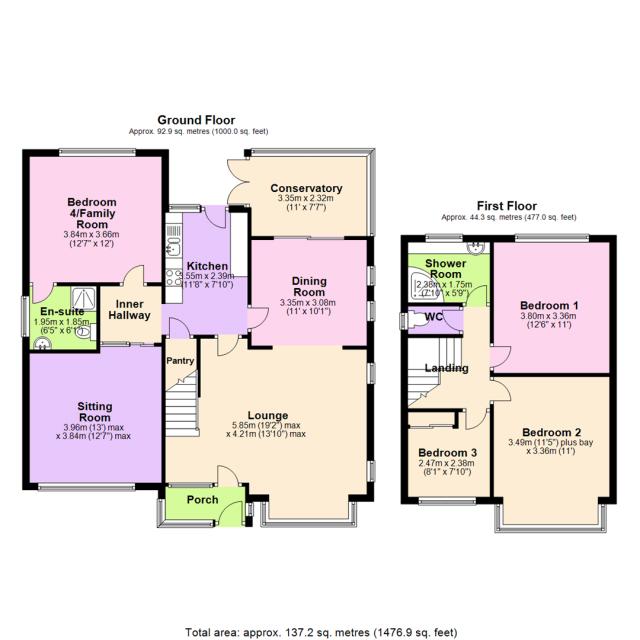 Ground Floor
Approx. 92.9 sq. metres (1000.0 sq. feet)
Bedroom
4/Family
Room
3.84m x 3.66m
(12'7" x 12')
Conservatory
3.35m x 2.32m
(11' x 7'7")
Kitchen
3.55m x 2.39m
(11'8" x 7'10")
Dining
Room
3.35m x 3.08m
(11' x 10'1")
En-suite
1.95m x 1.85m
(6'5" x 6'1")
Inner
Hallway
Pantry
Sitting
Room
3.96m (13') max
x 3.84m (12'7") max
Lounge
5.85m (19'2") max
x 4.21m (13'10") max
Porch
First Floor
Approx. 44.3 sq. metres (477.0 sq. feet)
Shower
Room
2.38m x 1.75m
(7'10" x 5'9")
Bedroom 1
3.80m x 3.36m
(12'6" x 11')
WC
Landing
Bedroom 2
3.49m (11'5") plus bay
x 3.36m (11')
Bedroom 3
2.47m x 2.38m
(8'1" x 7'10")
Total area: approx. 137.2 sq. metres (1476.9 sq. feet)